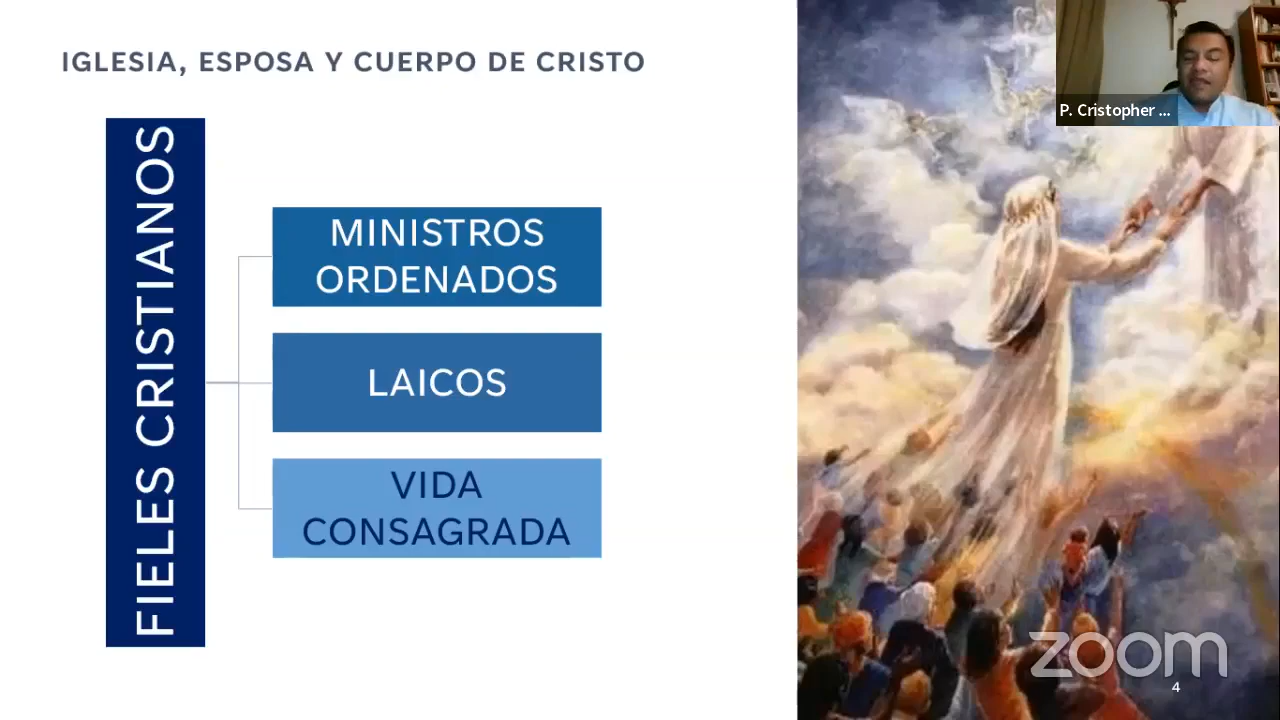 IGLESIA, ESPOSA Y CUERPO DE CRISTO
FIELES CRISTIANOS
MINISTROS
ORDENADOS
LAICOS
VIDA
CONSAGRADA
P. Cristopher ...
zoom
4